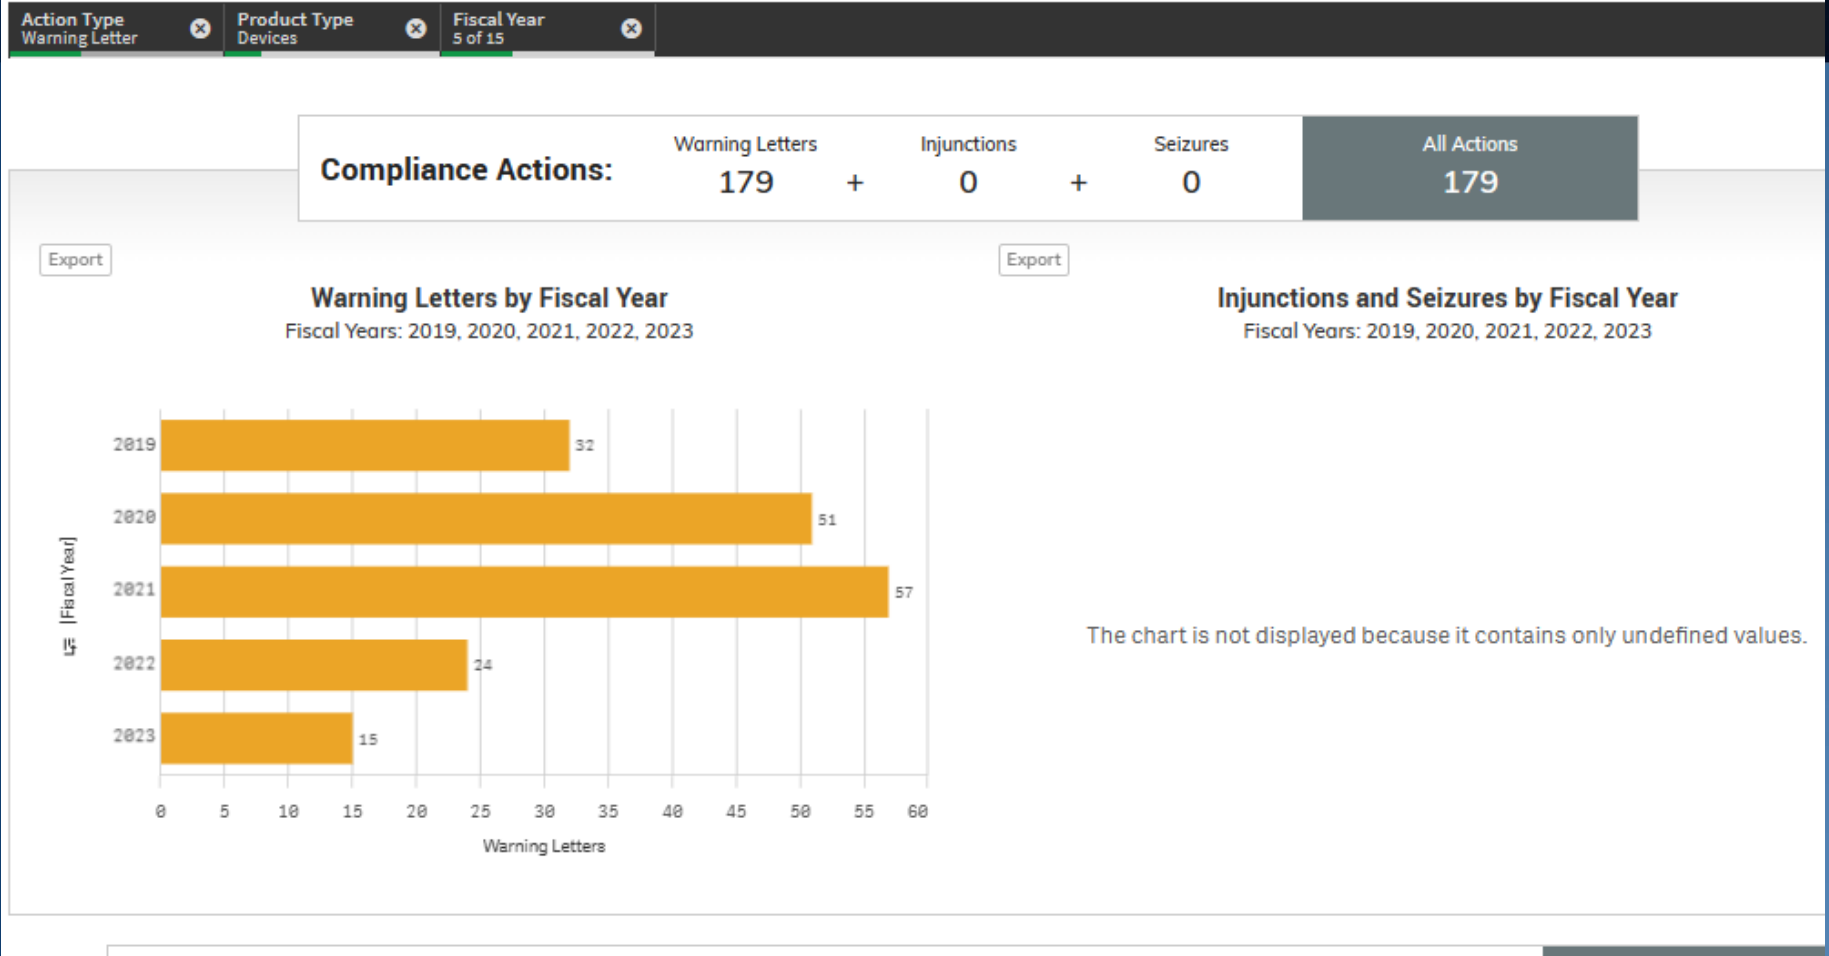 Action Type
Warning Letter
Product Type
Devices
Fiscal Year
5 of 15
Compliance Actions:
Warning Letters
179
+
Injunctions
0
+
Seizures
0
All Actions
179
Export
Warning Letters by Fiscal Year
Fiscal Years: 2019, 2020, 2021, 2022, 2023
[Fiscal Year]
2019
32
2020
51
2021
57
2022
24
2023
15
0 5 10 15 20 25 30 35 40 45 50 55 60
Warning Letters
Export
Injunctions and Seizures by Fiscal Year
Fiscal Years: 2019, 2020, 2021, 2022, 2023
The chart is not displayed because it contains only undefined values.